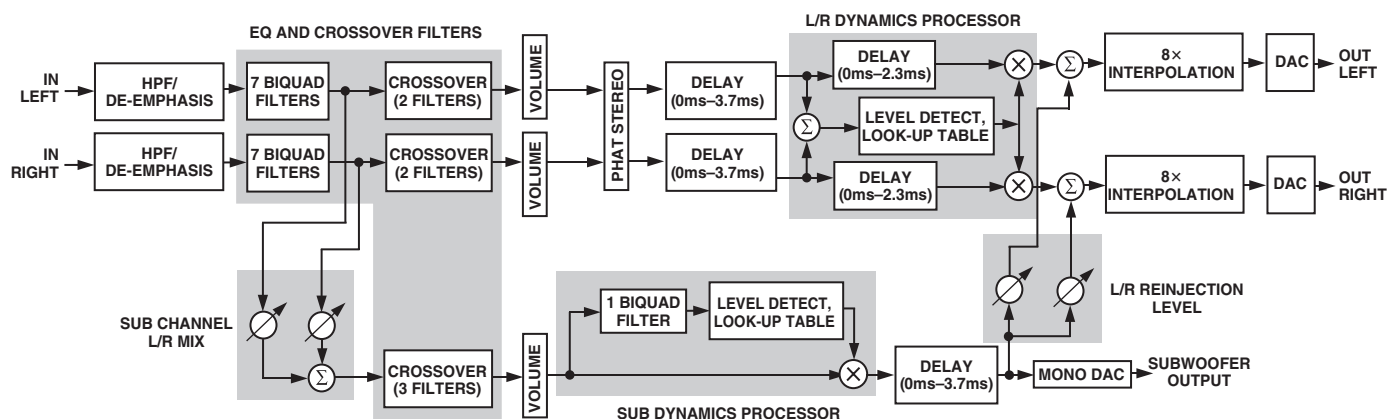 EQ AND CROSSOVER FILTERS
L/R DYNAMICS PROCESSOR
IN
LEFT
HPF/
DE-EMPHASIS
7 BIQUAD
FILTERS
CROSSOVER
(2 FILTERS)
VOLUME
PHAT STEREO
DELAY
(0ms–3.7ms)
DELAY
(0ms–2.3ms)
×
Σ
8×
INTERPOLATION
DAC
OUT
LEFT
Σ
LEVEL DETECT,
LOOK-UP TABLE
IN
RIGHT
HPF/
DE-EMPHASIS
7 BIQUAD
FILTERS
CROSSOVER
(2 FILTERS)
VOLUME
DELAY
(0ms–3.7ms)
DELAY
(0ms–2.3ms)
×
Σ
8×
INTERPOLATION
DAC
OUT
RIGHT
SUB CHANNEL
L/R MIX
Σ
CROSSOVER
(3 FILTERS)
VOLUME
1 BIQUAD
FILTER
LEVEL DETECT,
LOOK-UP TABLE
×
SUB DYNAMICS PROCESSOR
DELAY
(0ms–3.7ms)
L/R REINJECTION
LEVEL
MONO DAC
SUBWOOFER
OUTPUT